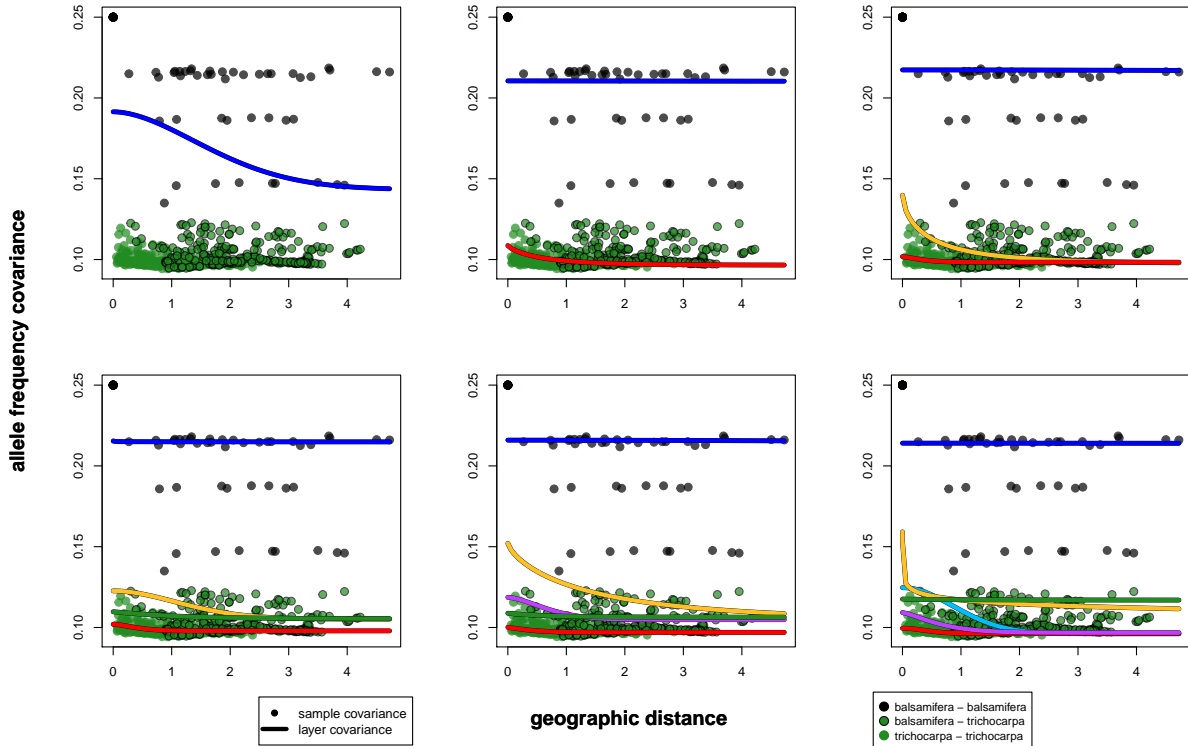 allele frequency covariance
0.25
0.20
0.15
0.10
0 1 2 3 4
0.25
0.20
0.15
0.10
0 1 2 3 4
0.25
0.20
0.15
0.10
0 1 2 3 4
0.25
0.20
0.15
0.10
0 1 2 3 4
0.25
0.20
0.15
0.10
0 1 2 3 4
0.25
0.20
0.15
0.10
0 1 2 3 4
sample covariance
layer covariance
geographic distance
balsamifera – balsamifera
balsamifera – trichocarpa
trichocarpa – trichocarpa